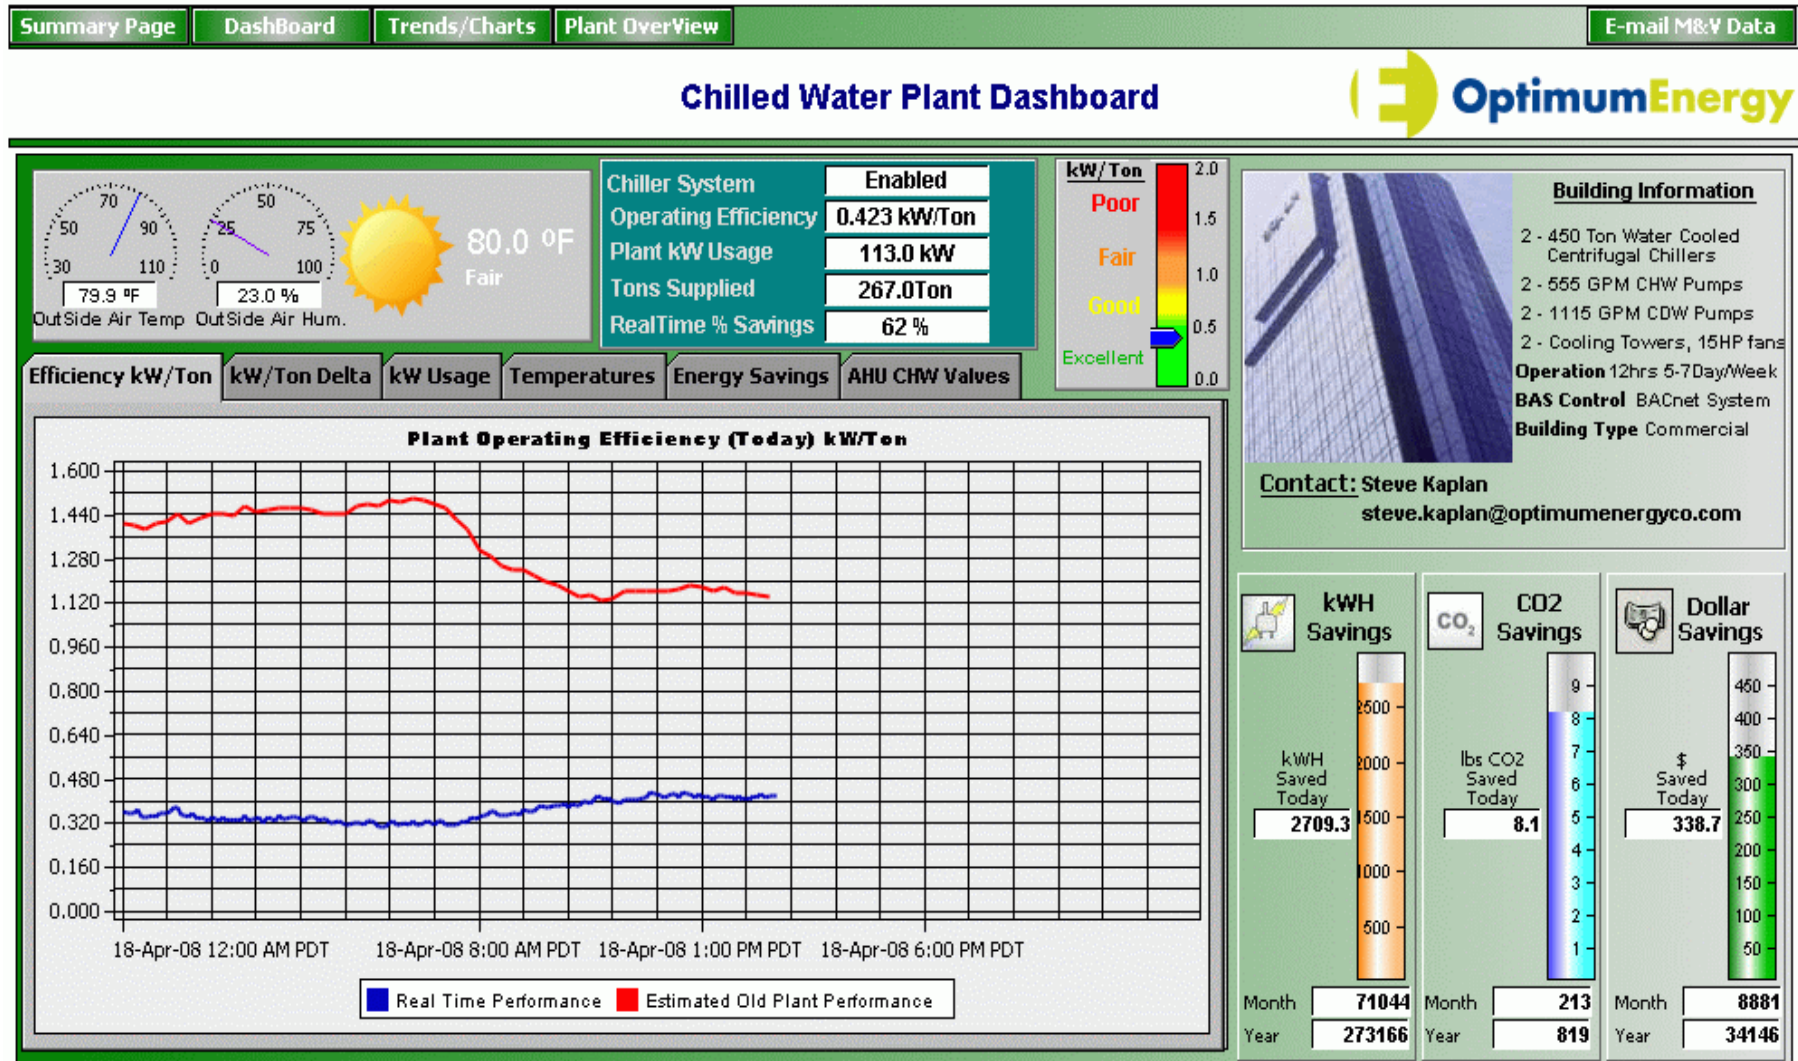 Summary Page
DashBoard
Trends/Charts
Plant OverView
E-mail M&V Data
Chilled Water Plant Dashboard
OptimumEnergy
70
50
90
30
110
79.9 ºF
OutSide Air Temp
50
25
75
0
100
23.0 %
OutSide Air Hum.
80.0 ºF
Fair
Chiller System Enabled
Operating Efficiency 0.423 kW/Ton
Plant kW Usage 113.0 kW
Tons Supplied 267.0Ton
RealTime % Savings 62 %
kW/Ton
Poor
Fair
Good
Excellent
2.0
1.5
1.0
0.5
0.0
Building Information
2 - 450 Ton Water Cooled
Centrifugal Chillers
2 - 555 GPM CHW Pumps
2 - 1115 GPM CDW Pumps
2 - Cooling Towers, 15HP fans
Operation 12hrs 5-7Day/Week
BAS Control BACnet System
Building Type Commercial
Contact: Steve Kaplan
steve.kaplan@optimumenergyco.com
Efficiency kW/Ton
kW/Ton Delta
kW Usage
Temperatures
Energy Savings
AHU CHW Valves
Plant Operating Efficiency (Today) kW/Ton
1.600
1.440
1.280
1.120
0.960
0.800
0.640
0.480
0.320
0.160
0.000
18-Apr-08 12:00 AM PDT
18-Apr-08 8:00 AM PDT
18-Apr-08 1:00 PM PDT
18-Apr-08 6:00 PM PDT
Real Time Performance
Estimated Old Plant Performance
kWH
Savings
2500
2000
1500
1000
500
kWH
Saved
Today
2709.3
Month 71044
Year 273166
CO2
CO2
Savings
9
8
7
6
5
4
3
2
1
lbs CO2
Saved
Today
8.1
Month 213
Year 819
Dollar
Savings
450
400
350
300
250
200
150
100
50
$
Saved
Today
338.7
Month 8881
Year 34146